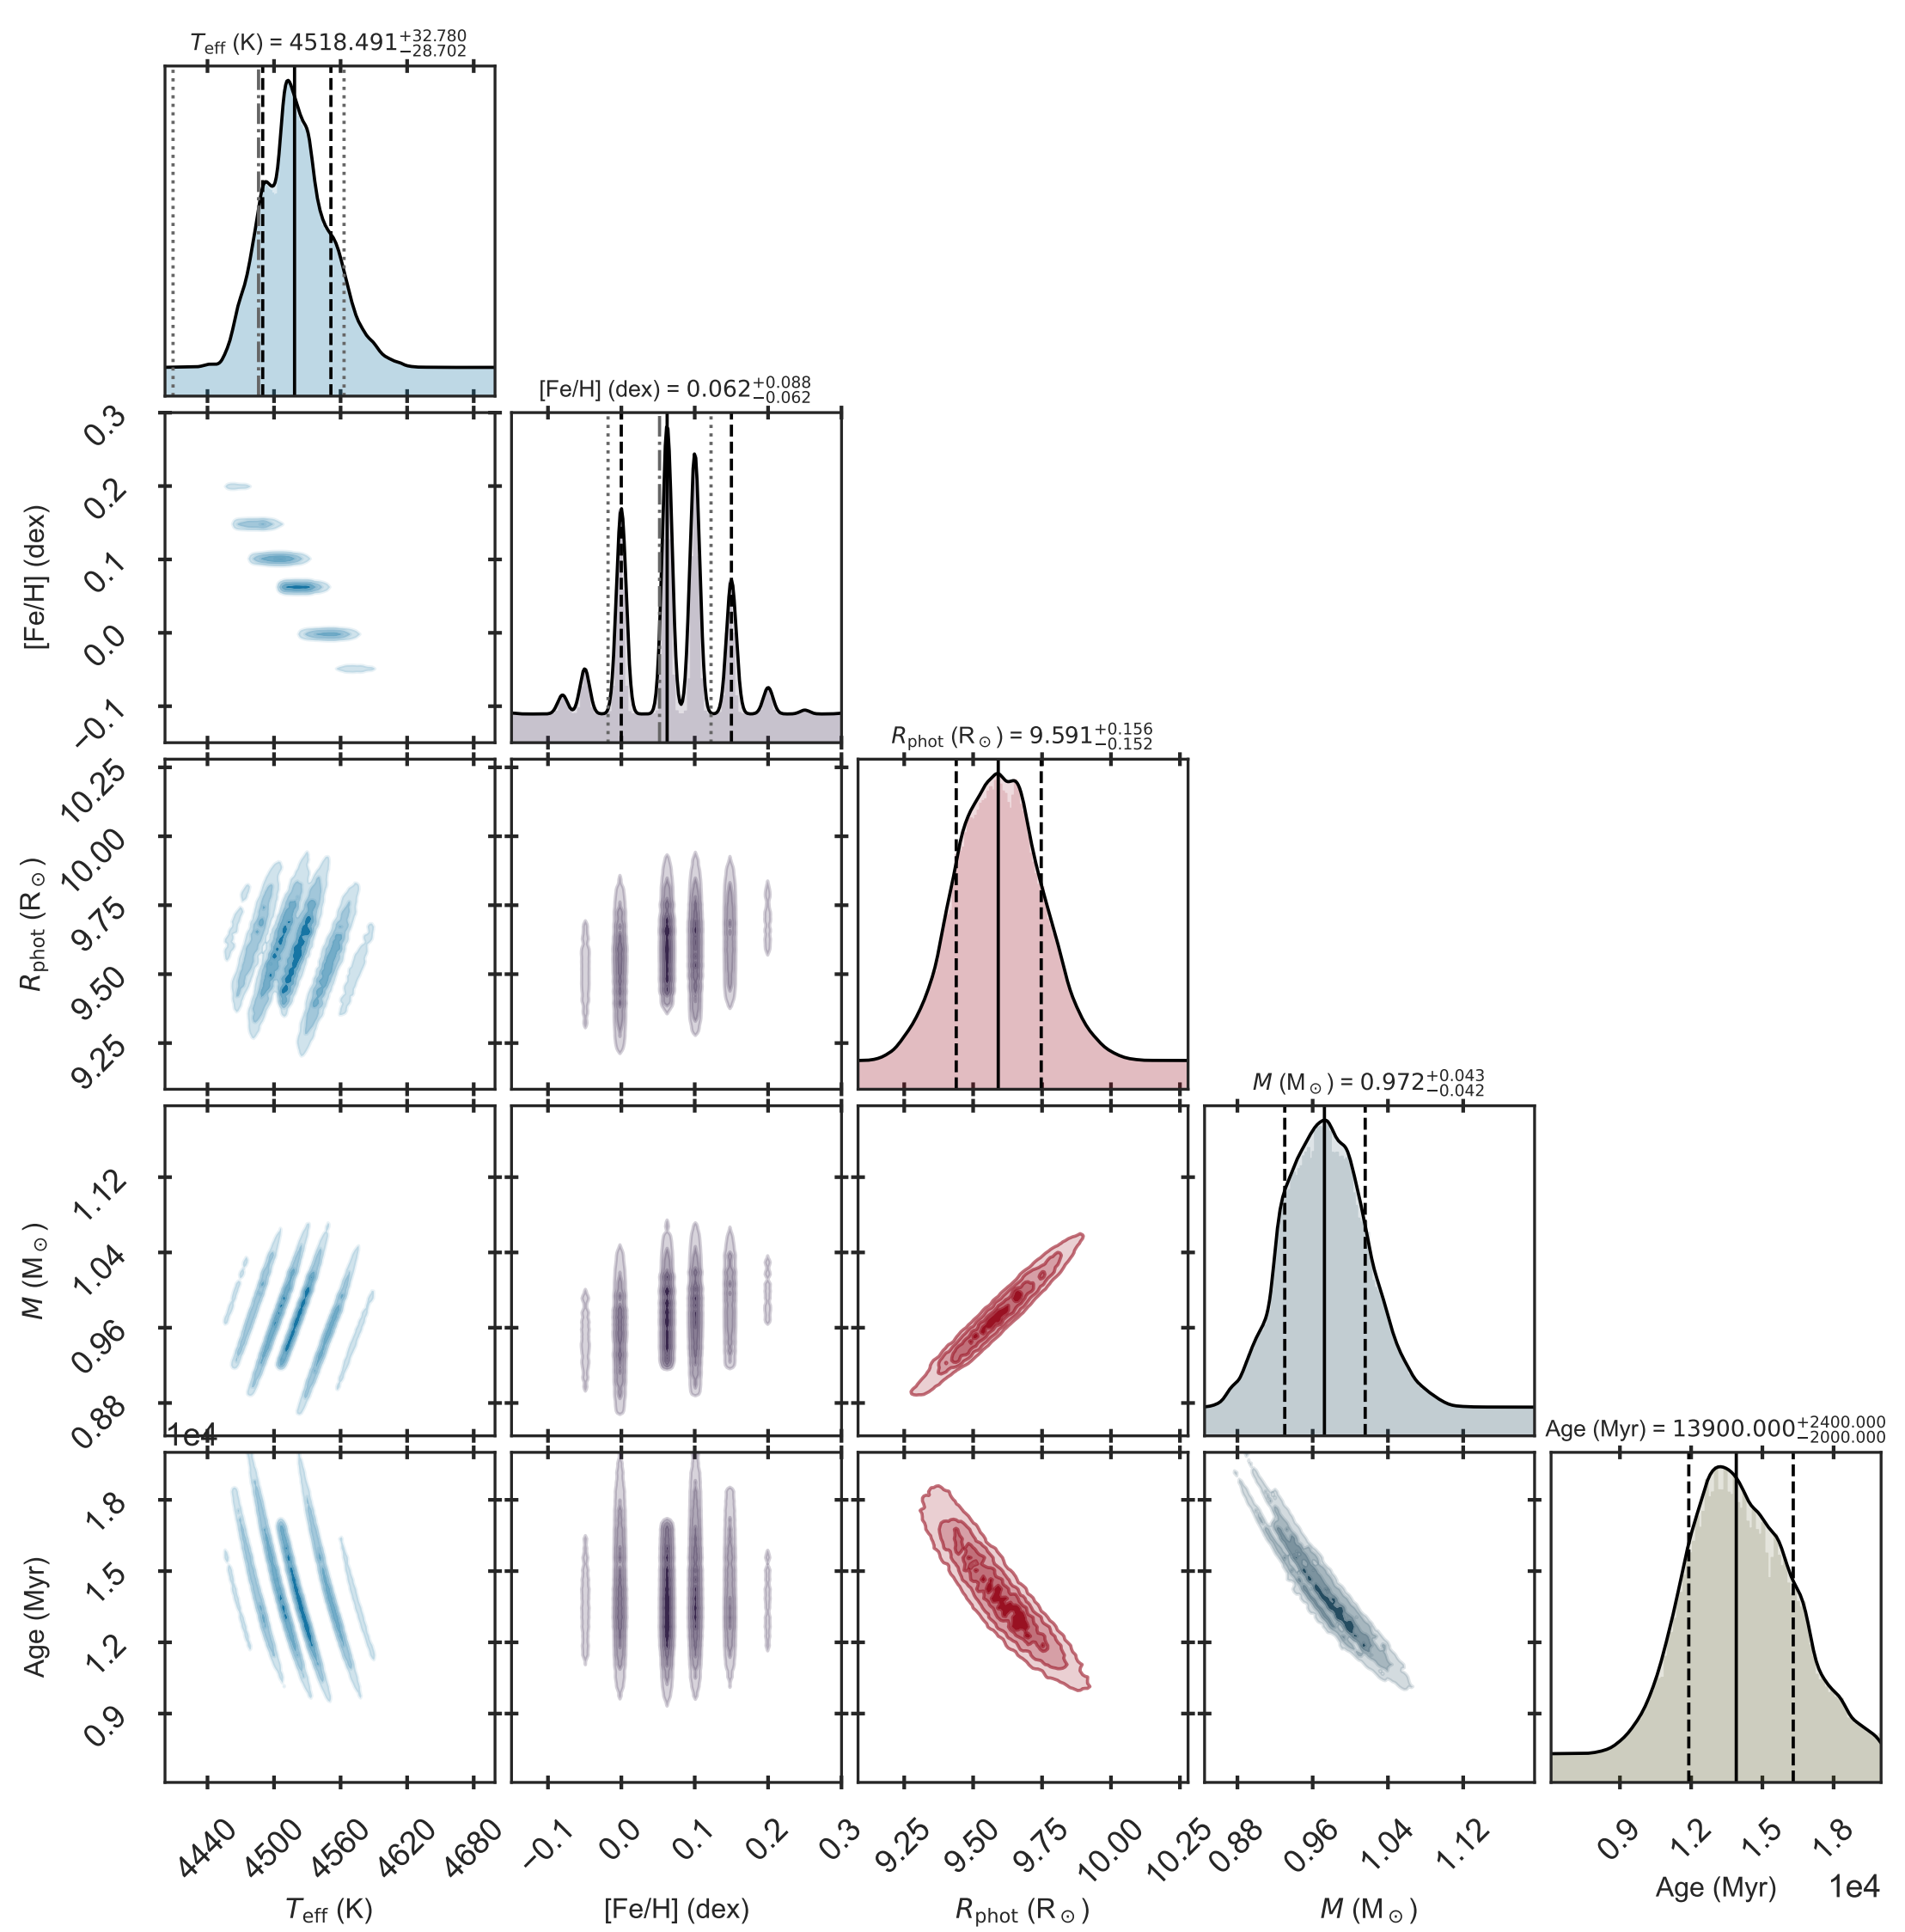 T_eff (K) = 4518.491 +32.780 −28.702
[Fe/H] (dex) = 0.062 +0.088 −0.062
0.3
0.2
0.1
0.0
−0.1
[Fe/H] (dex)
R_phot (R⊙) = 9.591 +0.156 −0.152
10.25
10.00
9.75
9.50
9.25
R_phot (R⊙)
M (M⊙) = 0.972 +0.043 −0.042
1.12
1.04
0.96
0.88
M (M⊙)
1e4
Age (Myr) = 13900.000 +2400.000 −2000.000
1.8
1.5
1.2
0.9
Age (Myr)
4440 4500 4560 4620 4680
−0.1 0.0 0.1 0.2 0.3
9.25 9.50 9.75 10.00 10.25
0.88 0.96 1.04 1.12
0.9 1.2 1.5 1.8
1e4
T_eff (K)
[Fe/H] (dex)
R_phot (R⊙)
M (M⊙)
Age (Myr)